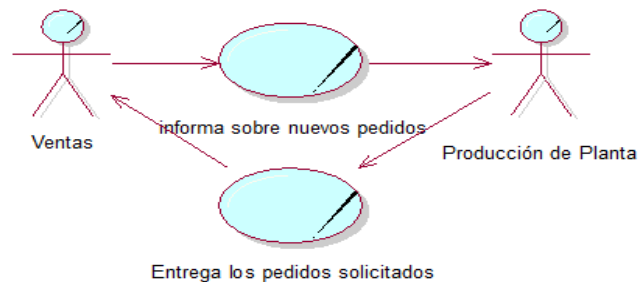 Ventas
informa sobre nuevos pedidos
Producción de Planta
Entrega los pedidos solicitados